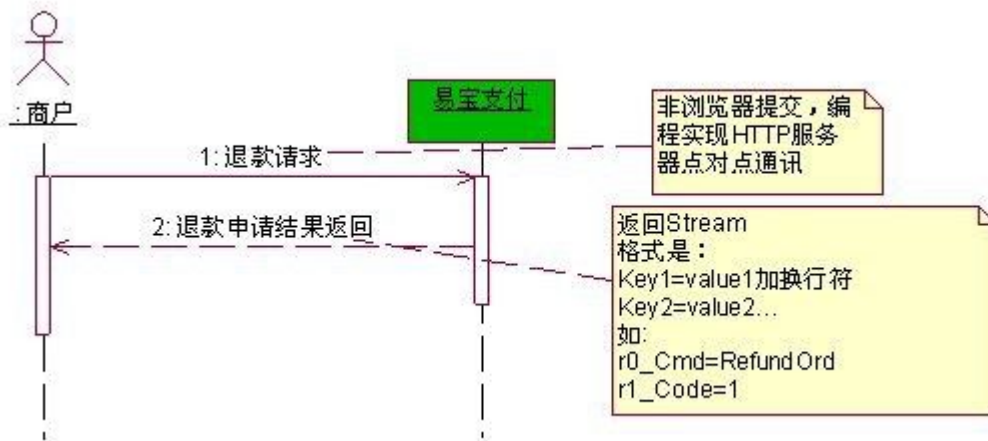 : 商户
易宝支付
非浏览器提交，编
程实现HTTP服务
器点对点通讯
1: 退款请求
2: 退款申请结果返回
返回Stream
格式是：
Key1=value1加换行符
Key2=value2...
如:
r0_Cmd=RefundOrd
r1_Code=1